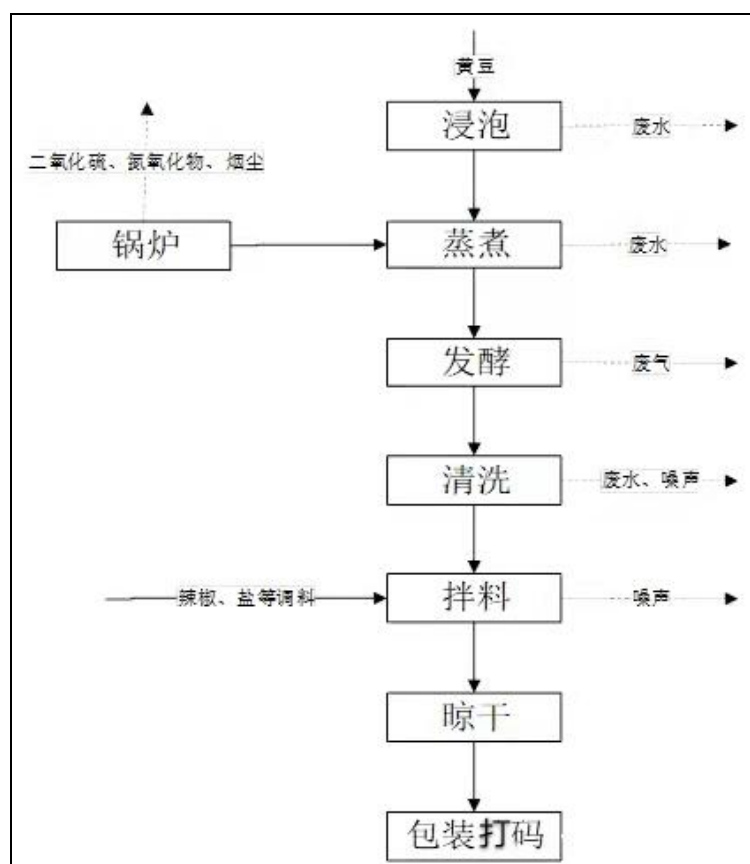 黄豆
浸泡
废水
二氧化硫、氮氧化物、烟尘
锅炉
蒸煮
废水
发酵
废气
清洗
废水、噪声
辣椒、盐等调料
拌料
噪声
晾干
包装打码